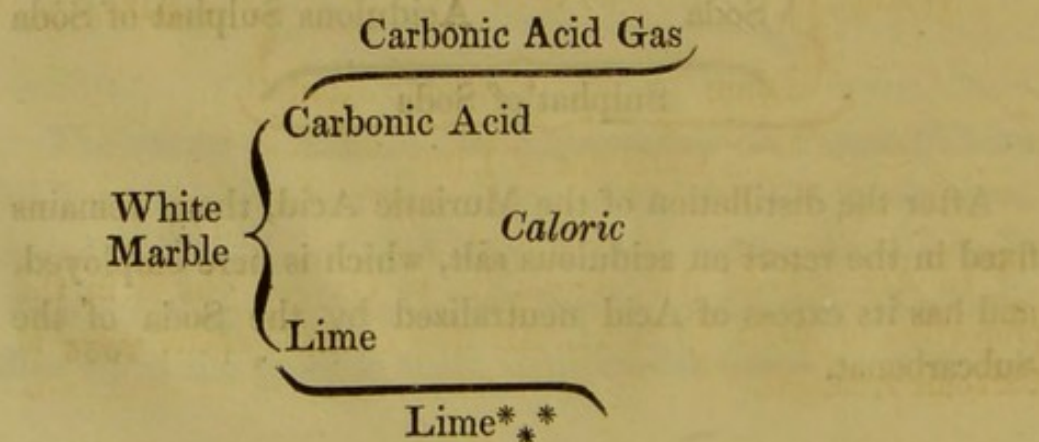 Carbonic Acid Gas
Carbonic Acid
White
Marble
Caloric
Lime
Lime***